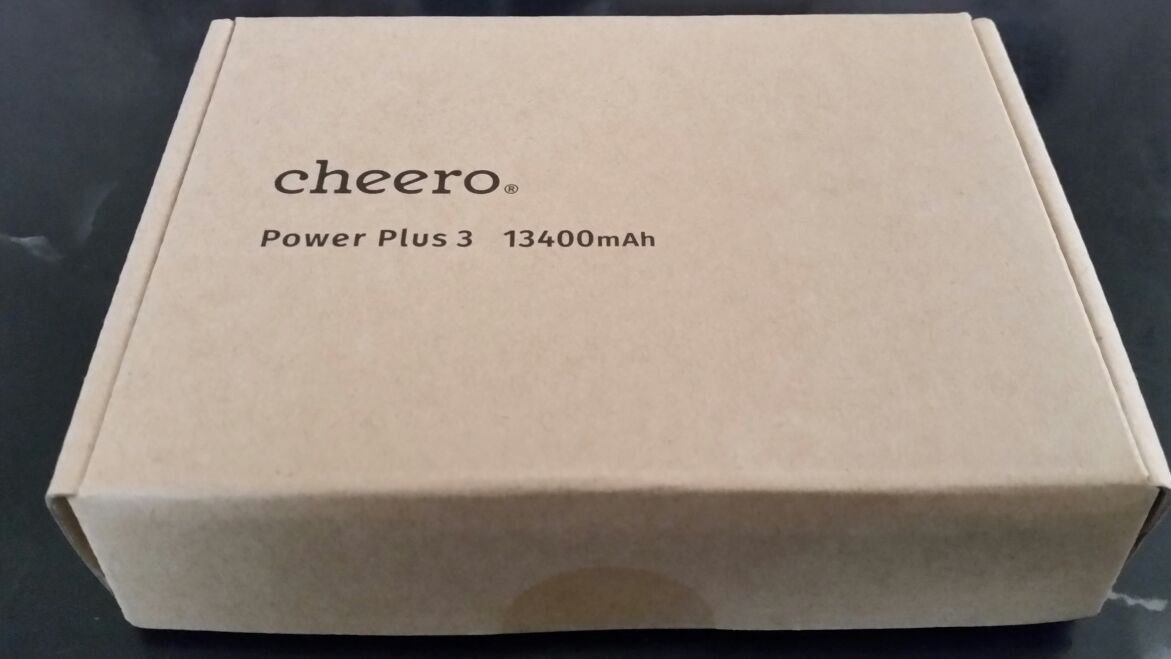 cheero®
Power Plus 3 13400mAh